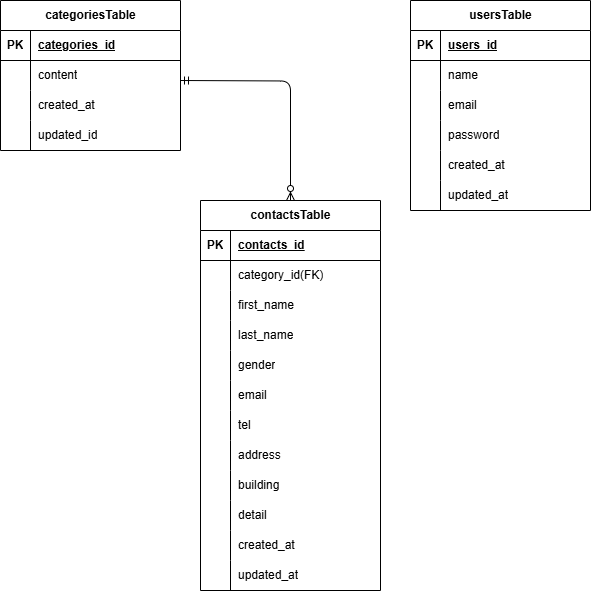 categoriesTable
PK categories_id
content
created_at
updated_id
usersTable
PK users_id
name
email
password
created_at
updated_at
contactsTable
PK contacts_id
category_id(FK)
first_name
last_name
gender
email
tel
address
building
detail
created_at
updated_at